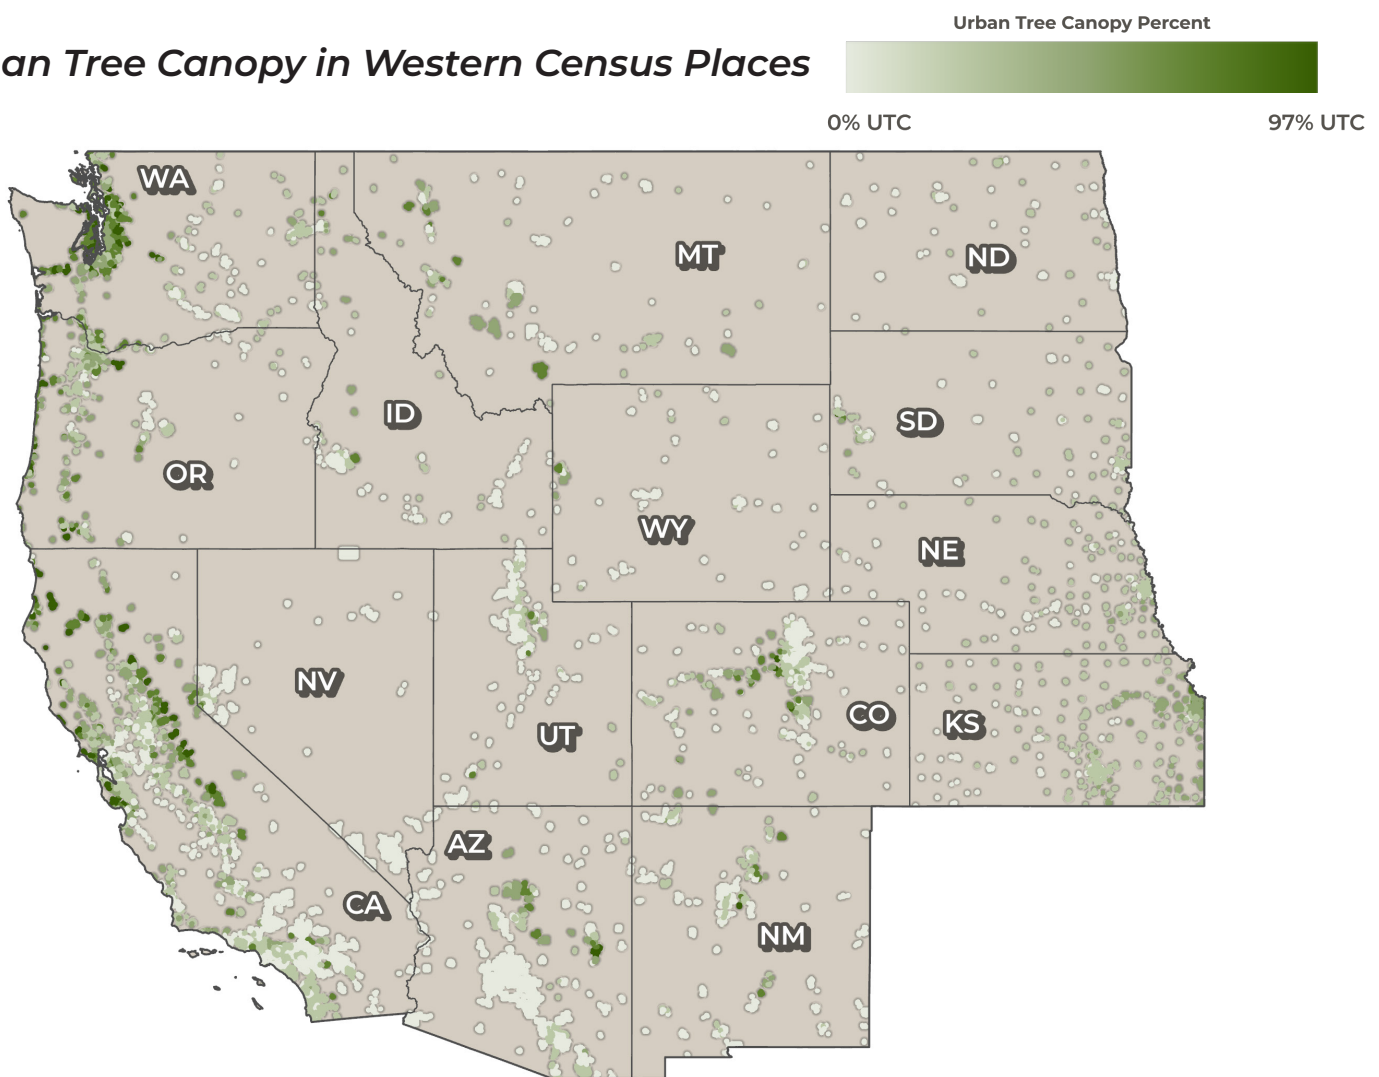 Urban Tree Canopy Percent
an Tree Canopy in Western Census Places
0% UTC 97% UTC
WA
MT
ND
ID
SD
OR
WY
NE
NV
UT
CO
KS
AZ
CA
NM